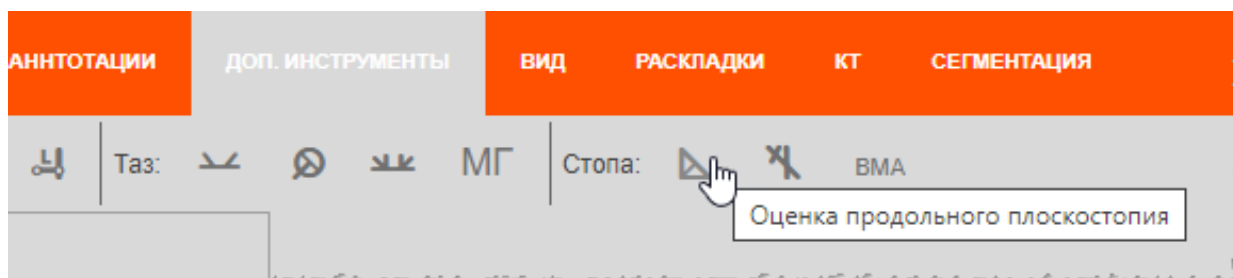 АННТОТАЦИИ ДОП. ИНСТРУМЕНТЫ ВИД РАСКЛАДКИ КТ СЕГМЕНТАЦИЯ
Таз: МГ Стопа: ВМА
Оценка продольного плоскостопия